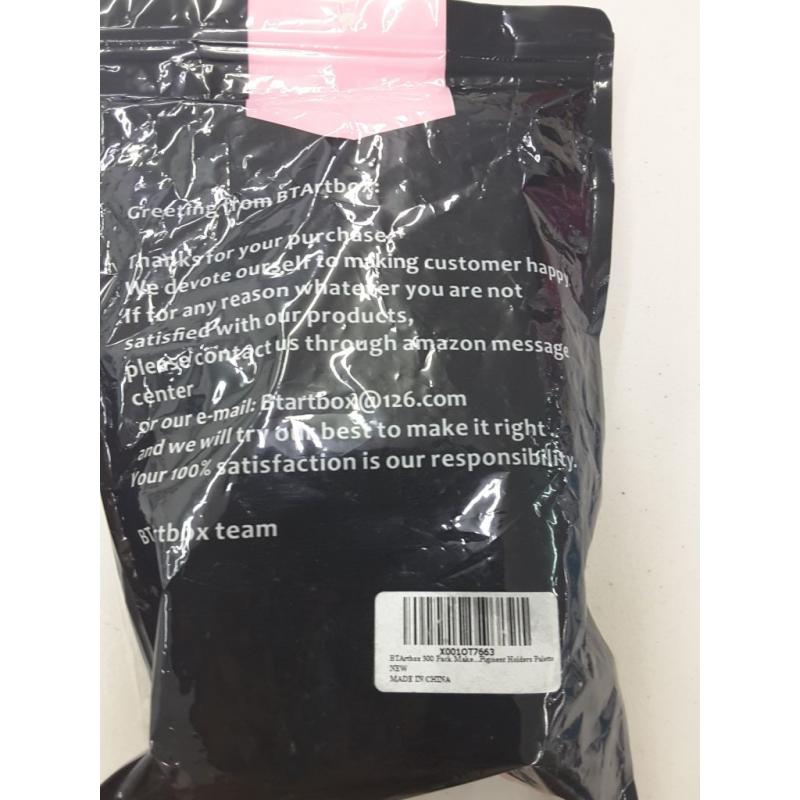 Greeting from BTArtbox:
Thanks for your purchase.
We devote ourself to making customer happy.
If for any reason whatever you are not
satisfied with our products,
please contact us through amazon message
center
or our e-mail: Btartbox@126.com
and we will try our best to make it right.
Your 100% satisfaction is our responsibility.
BTrtbox team
X001OT7663
BTArtbox 300 Pack Make...Pigment Holders Palette
NEW
MADE IN CHINA